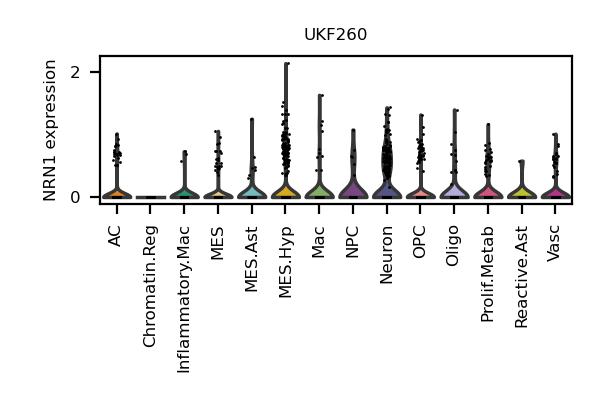 UKF260
NRN1 expression
2
0
AC
Chromatin.Reg
Inflammatory.Mac
MES
MES.Ast
MES.Hyp
Mac
NPC
Neuron
OPC
Oligo
Prolif.Metab
Reactive.Ast
Vasc